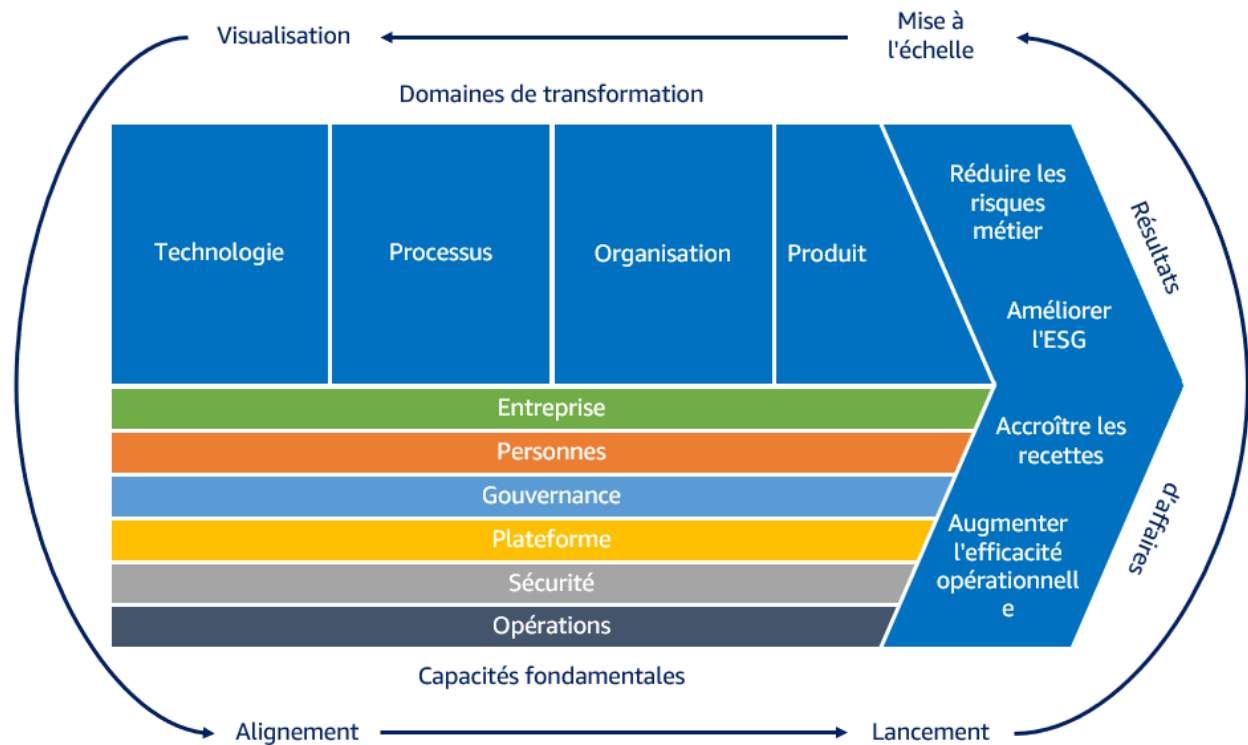 Visualisation
Mise à
l'échelle
Domaines de transformation
Technologie
Processus
Organisation
Produit
Réduire les
risques
métier
Améliorer
l'ESG
Accroître les
recettes
Augmenter
l'efficacité
opérationnell
e
Résultats
d'affaires
Entreprise
Personnes
Gouvernance
Plateforme
Sécurité
Opérations
Capacités fondamentales
Alignement
Lancement